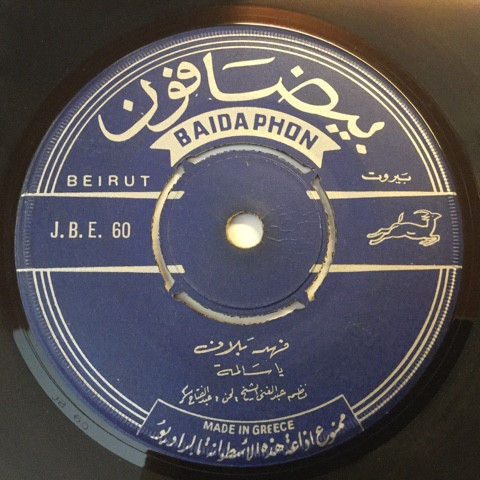 بيضافون
BAIDAPHON
BEIRUT
بيروت
J.B.E. 60
فهد بلان
يا سالمة
نظم: عبد الغني الشيخ، لحن: عبد الفتاح سكر
MADE IN GREECE
ممنوع اذاعة هذه الأسطوانة بالراديو